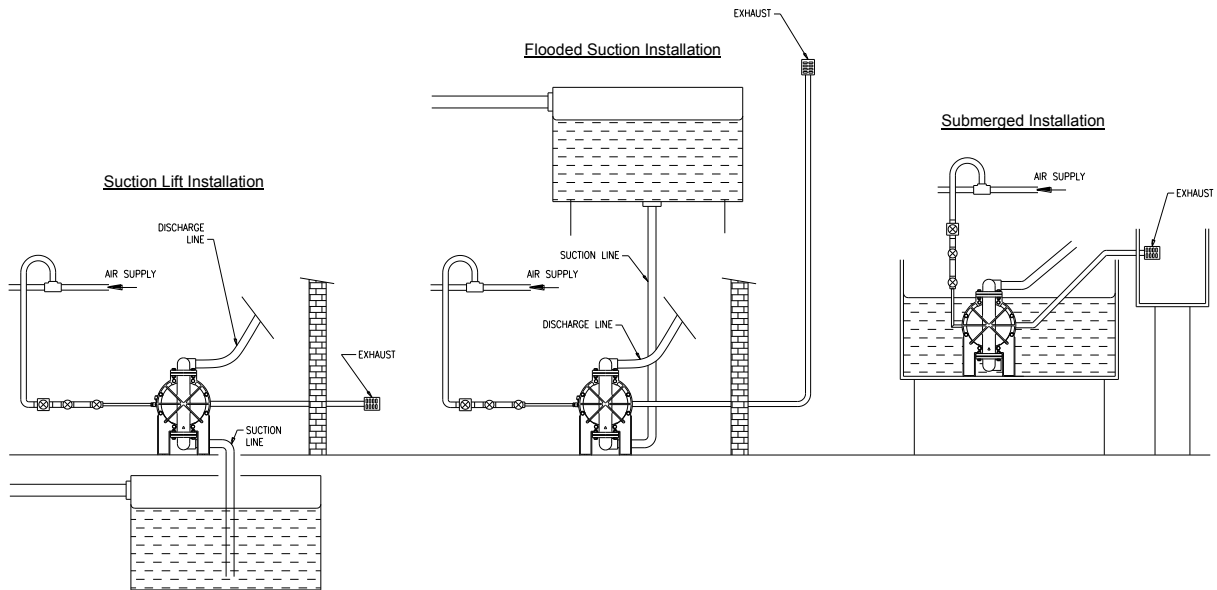 Suction Lift Installation
DISCHARGE
LINE
AIR SUPPLY
EXHAUST
SUCTION
LINE
Flooded Suction Installation
EXHAUST
SUCTION LINE
AIR SUPPLY
DISCHARGE LINE
Submerged Installation
AIR SUPPLY
EXHAUST